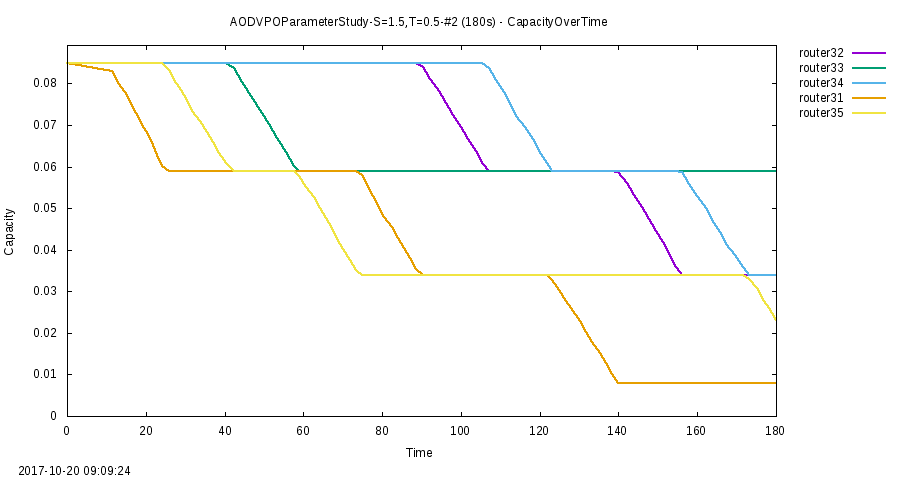 AODVPOParameterStudy-S=1.5,T=0.5-#2 (180s) - CapacityOverTime
router32
router33
router34
router31
router35
0.08
0.07
0.06
0.05
0.04
0.03
0.02
0.01
0
Capacity
0 20 40 60 80 100 120 140 160 180
Time
2017-10-20 09:09:24